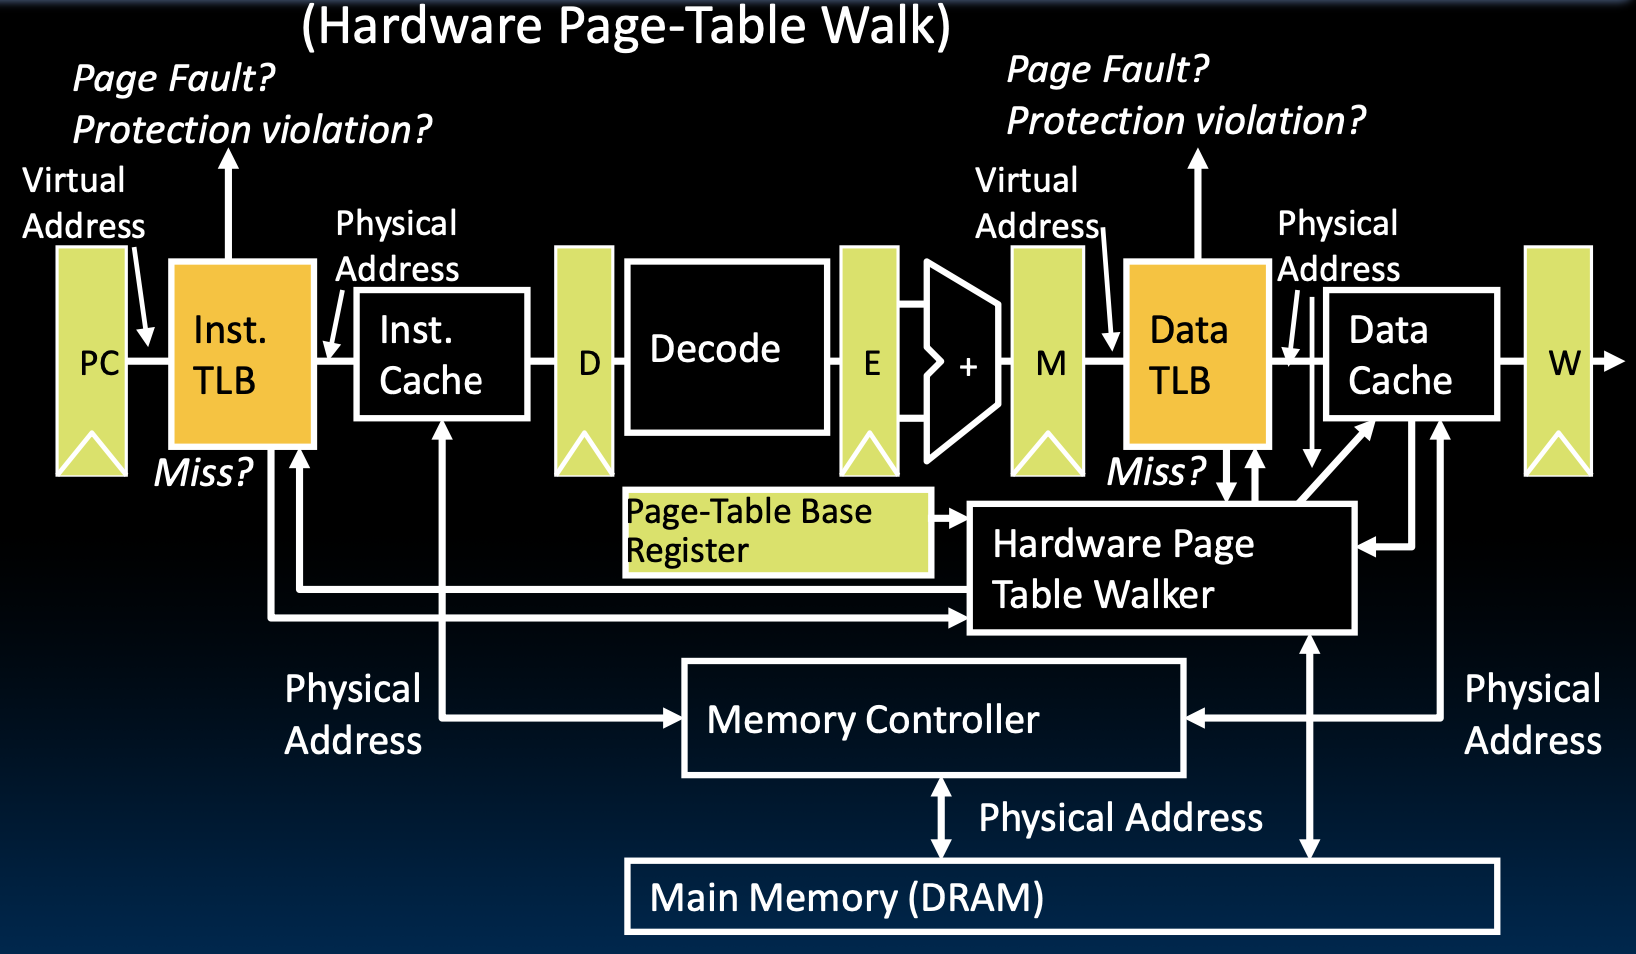 (Hardware Page-Table Walk)
Page Fault?
Protection violation?
Page Fault?
Protection violation?
Virtual
Address
Physical
Address
Virtual
Address
Physical
Address
PC
Inst.
TLB
Inst.
Cache
D
Decode
E
+
M
Data
TLB
Data
Cache
W
Miss?
Miss?
Page-Table Base
Register
Hardware Page
Table Walker
Physical
Address
Memory Controller
Physical
Address
Physical Address
Main Memory (DRAM)